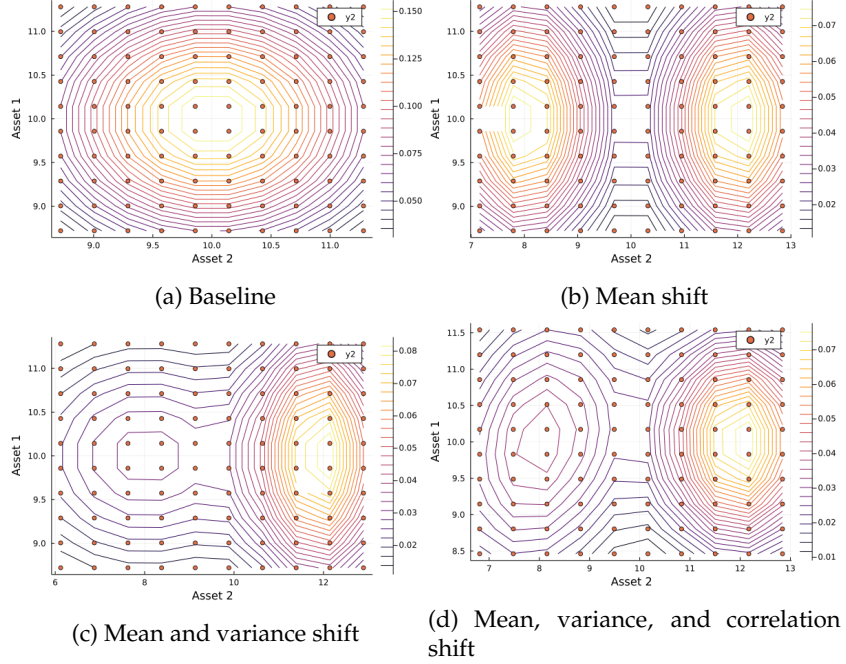 y2
0.150
11.0
0.125
10.5
Asset 1
10.0
0.100
9.5
0.075
9.0
0.050
9.0 9.5 10.0 10.5 11.0
Asset 2
(a) Baseline
y2
0.07
11.0
0.06
10.5
0.05
Asset 1
10.0
0.04
9.5
0.03
9.0
0.02
7 8 9 10 11 12 13
Asset 2
(b) Mean shift
y2
0.08
11.0
0.07
10.5
0.06
Asset 1
10.0
0.05
0.04
9.5
0.03
9.0
0.02
6 8 10 12
Asset 2
(c) Mean and variance shift
y2
11.5
0.07
11.0
0.06
10.5
0.05
Asset 1
10.0
0.04
9.5
0.03
9.0
0.02
8.5
0.01
7 8 9 10 11 12 13
Asset 2
(d) Mean, variance, and correlation
shift